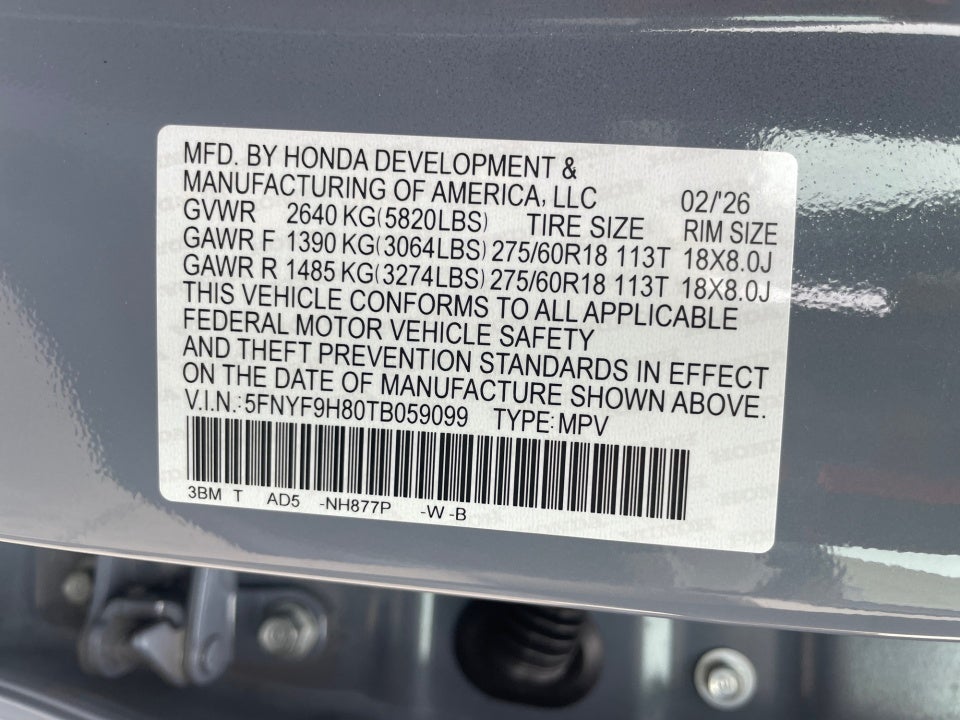 MFD. BY HONDA DEVELOPMENT &
MANUFACTURING OF AMERICA, LLC 02/'26
GVWR 2640 KG(5820LBS) TIRE SIZE RIM SIZE
GAWR F 1390 KG(3064LBS) 275/60R18 113T 18X8.0J
GAWR R 1485 KG(3274LBS) 275/60R18 113T 18X8.0J
THIS VEHICLE CONFORMS TO ALL APPLICABLE
FEDERAL MOTOR VEHICLE SAFETY
AND THEFT PREVENTION STANDARDS IN EFFECT
ON THE DATE OF MANUFACTURE SHOWN ABOVE.
V.I.N.:5FNYF9H80TB059099 TYPE:MPV
3BM T AD5 -NH877P -W -B